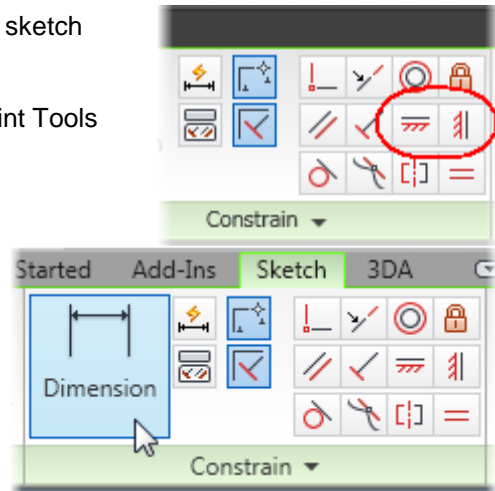 sketch
int Tools
Constrain
Started Add-Ins Sketch 3DA
Dimension
Constrain